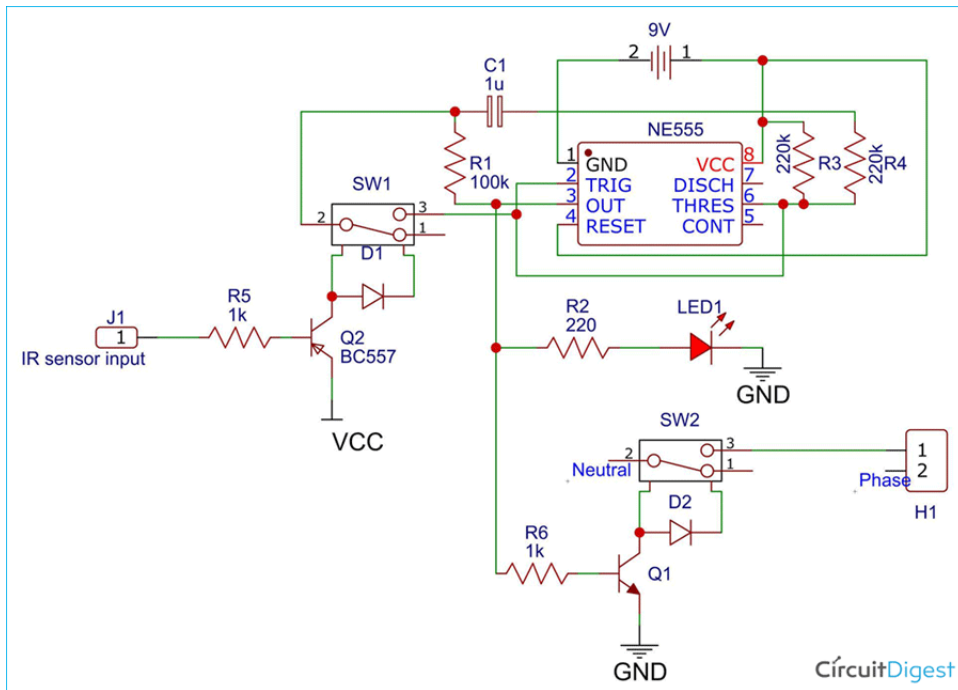 9V
2 1
C1
1u
NE555
R1
100k
1 GND
2 TRIG
3 OUT
4 RESET
VCC 8
DISCH 7
THRES 6
CONT 5
220k
R3
220k
R4
SW1
2
3
1
D1
R5
1k
J1
1
IR sensor input
Q2
BC557
VCC
R2
220
LED1
GND
SW2
2
Neutral
3
1
1
2
Phase
H1
D2
R6
1k
Q1
GND
CírcuitDigest